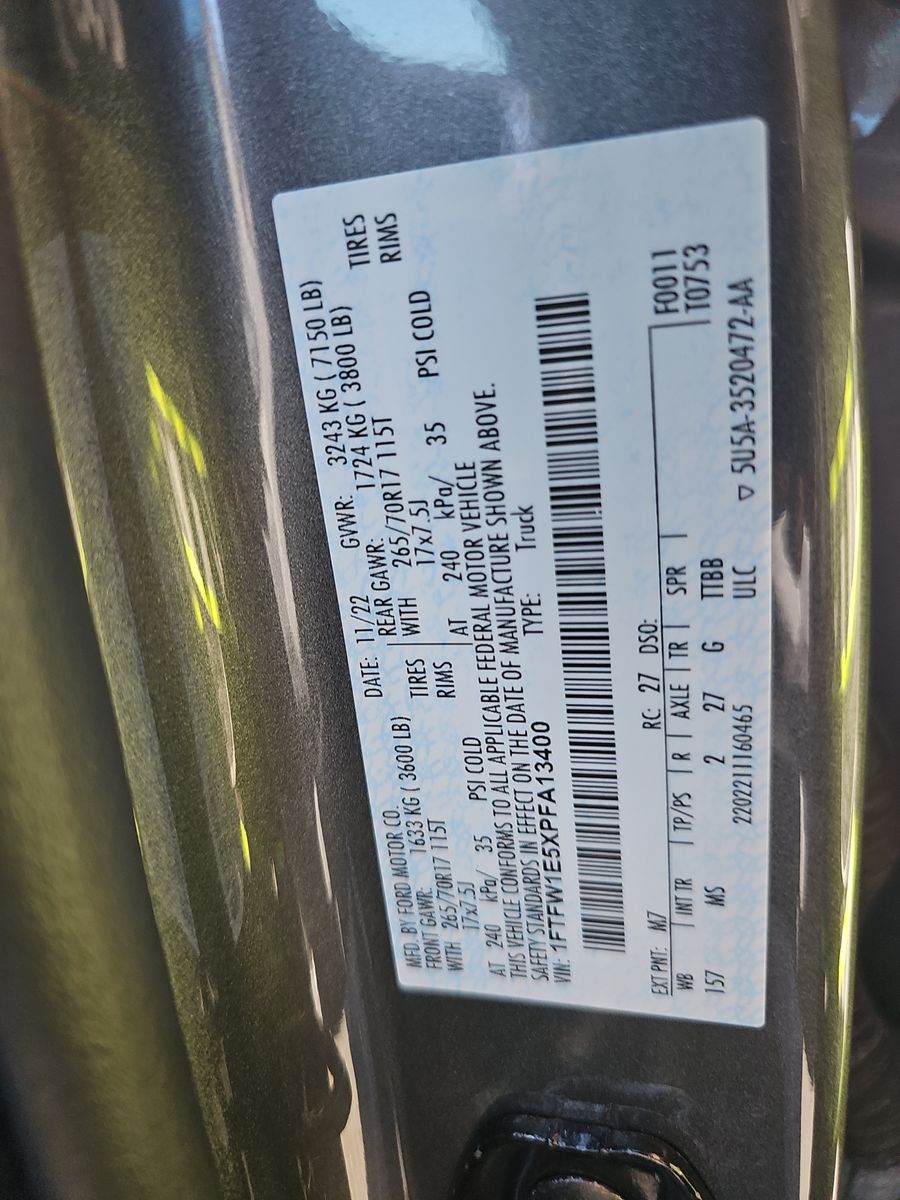 MFD. BY FORD MOTOR CO.
DATE: 11/22 GVWR: 3243 KG ( 7150 LB)
FRONT GAWR: 1633 KG ( 3600 LB) REAR GAWR: 1724 KG ( 3800 LB)
WITH 265/70R17 115T TIRES WITH 265/70R17 115T TIRES
17x7.5J RIMS 17x7.5J RIMS
AT 240 kPa/ 35 PSI COLD AT 240 kPa/ 35 PSI COLD
THIS VEHICLE CONFORMS TO ALL APPLICABLE FEDERAL MOTOR VEHICLE
SAFETY STANDARDS IN EFFECT ON THE DATE OF MANUFACTURE SHOWN ABOVE.
VIN: 1FTFW1E5XPFA13400 TYPE: Truck
EXT PNT: M7 RC: 27 DSO: F0011
WB INT TR TP/PS R AXLE TR SPR T0753
157 MS 2 27 G TTBB
2202211160465 ULC ▽ 5U5A-3520472-AA